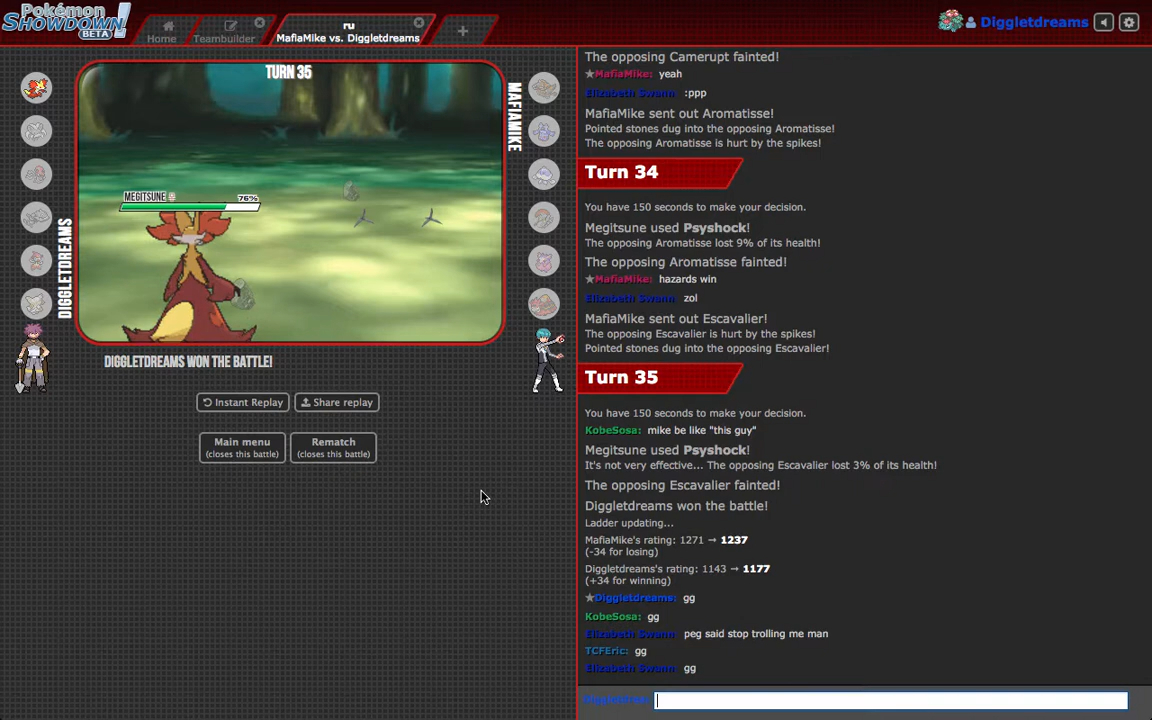 Pokémon
SHOWDOWN!
BETA
Home
Teambuilder
ru
MafiaMike vs. Diggletdreams
+
Diggletdreams
TURN 35
MEGITSUNE
76%
DIGGLETDREAMS
MAFIAMIKE
DIGGLETDREAMS WON THE BATTLE!
Instant Replay
Share replay
Main menu
(closes this battle)
Rematch
(closes this battle)
The opposing Camerupt fainted!
★MafiaMike: yeah
Elizabeth Swann: :ppp
MafiaMike sent out Aromatisse!
Pointed stones dug into the opposing Aromatisse!
The opposing Aromatisse is hurt by the spikes!
Turn 34
You have 150 seconds to make your decision.
Megitsune used Psyshock!
The opposing Aromatisse lost 9% of its health!
The opposing Aromatisse fainted!
★MafiaMike: hazards win
Elizabeth Swann: zol
MafiaMike sent out Escavalier!
The opposing Escavalier is hurt by the spikes!
Pointed stones dug into the opposing Escavalier!
Turn 35
You have 150 seconds to make your decision.
KobeSosa: mike be like "this guy"
Megitsune used Psyshock!
It's not very effective... The opposing Escavalier lost 3% of its health!
The opposing Escavalier fainted!
Diggletdreams won the battle!
Ladder updating...
MafiaMike's rating: 1271 → 1237
(-34 for losing)
Diggletdreams's rating: 1143 → 1177
(+34 for winning)
★Diggletdreams: gg
KobeSosa: gg
Elizabeth Swann: peg said stop trolling me man
TCFEric: gg
Elizabeth Swann: gg